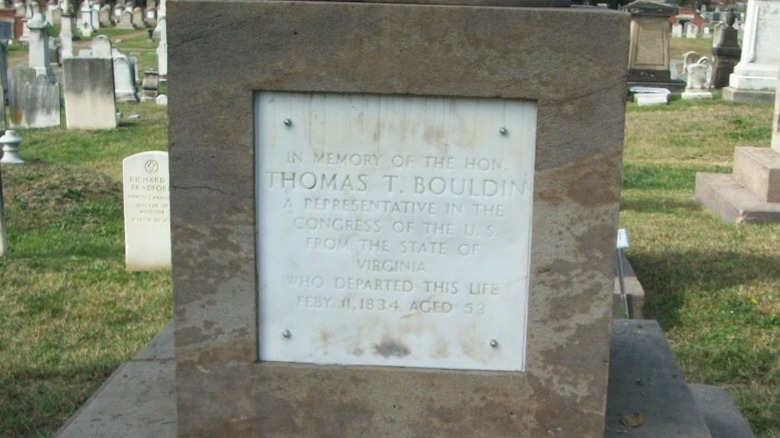 IN MEMORY OF THE HON.
THOMAS T. BOULDIN
A REPRESENTATIVE IN THE
CONGRESS OF THE U. S.
FROM THE STATE OF
VIRGINIA
WHO DEPARTED THIS LIFE
FEBY. 11, 1834 AGED 53
RICHARD
BRADFORD